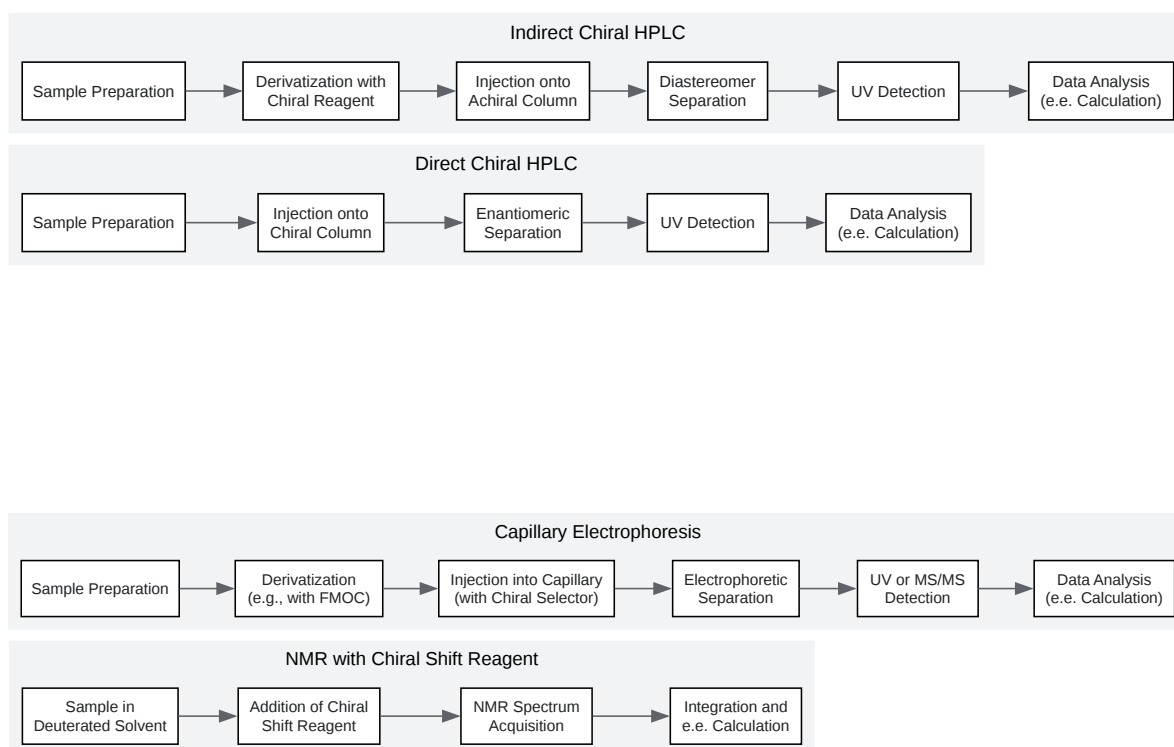 Indirect Chiral HPLC
Sample Preparation
Derivatization with
Chiral Reagent
Injection onto
Achiral Column
Diastereomer
Separation
UV Detection
Data Analysis
(e.e. Calculation)
Direct Chiral HPLC
Sample Preparation
Injection onto
Chiral Column
Enantiomeric
Separation
UV Detection
Data Analysis
(e.e. Calculation)
Capillary Electrophoresis
Sample Preparation
Derivatization
(e.g., with FMOC)
Injection into Capillary
(with Chiral Selector)
Electrophoretic
Separation
UV or MS/MS
Detection
Data Analysis
(e.e. Calculation)
NMR with Chiral Shift Reagent
Sample in
Deuterated Solvent
Addition of Chiral
Shift Reagent
NMR Spectrum
Acquisition
Integration and
e.e. Calculation